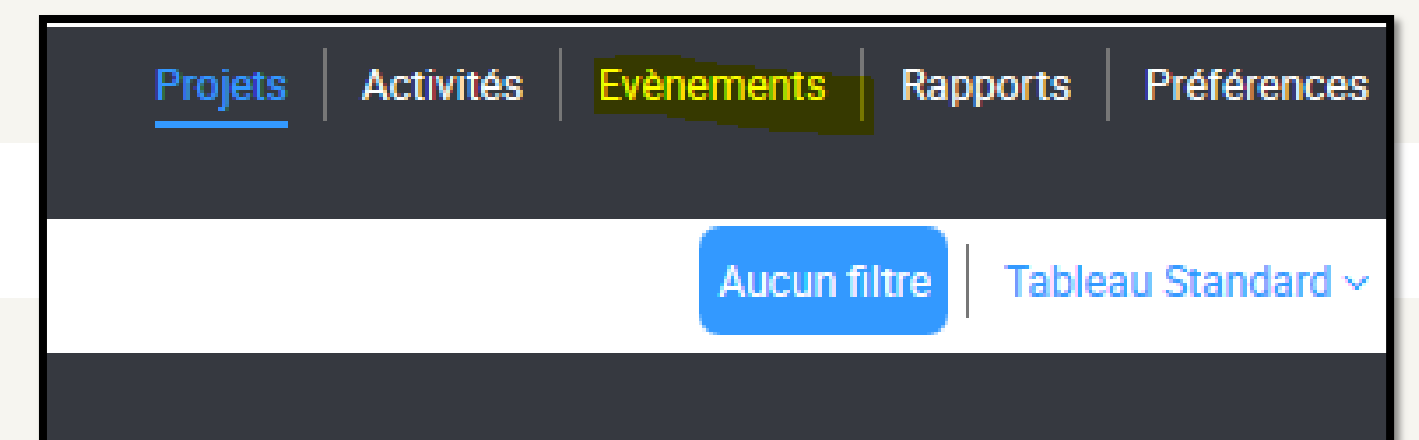 Projets Activités Evènements Rapports Préférences
Aucun filtre Tableau Standard